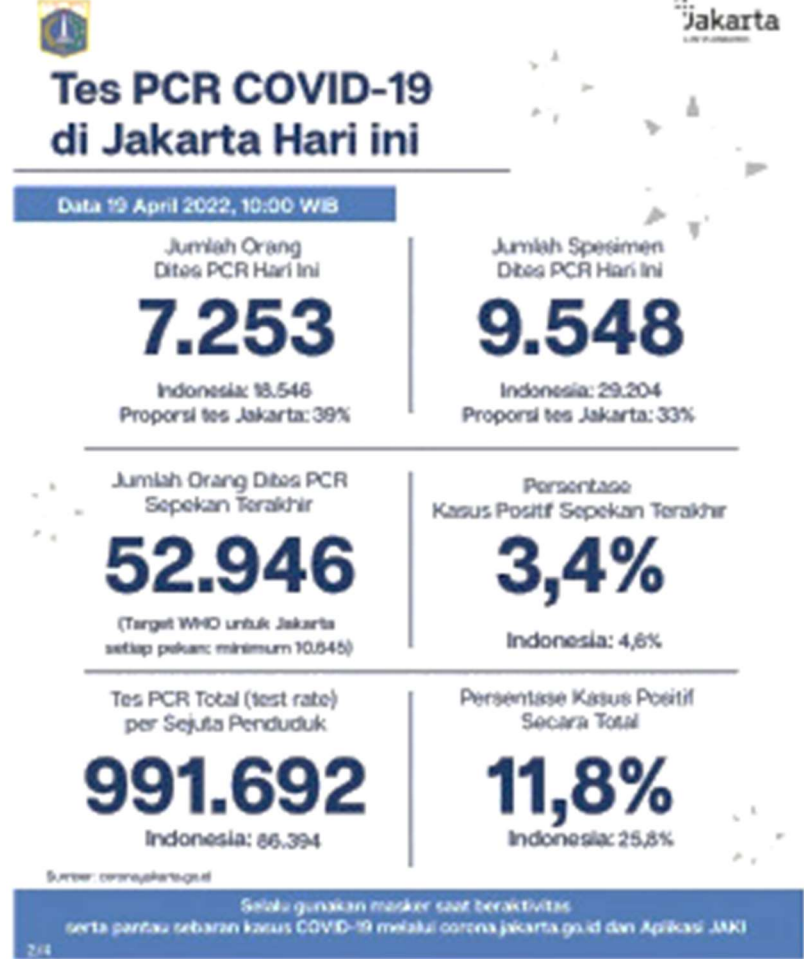 Jakarta
Tes PCR COVID-19
di Jakarta Hari ini
Data 19 April 2022, 10:00 WIB
Jumlah Orang
Dites PCR Hari Ini
7.253
Indonesia: 18.546
Proporsi tes Jakarta: 39%
Jumlah Spesimen
Dites PCR Hari Ini
9.548
Indonesia: 29.204
Proporsi tes Jakarta: 33%
Jumlah Orang Dites PCR
Sepekan Terakhir
52.946
(Target WHO untuk Jakarta
setiap pekan: minimum 10.645)
Persentase
Kasus Positif Sepekan Terakhir
3,4%
Indonesia: 4,6%
Tes PCR Total (test rate)
per Sejuta Penduduk
991.692
Indonesia: 86.394
Persentase Kasus Positif
Secara Total
11,8%
Indonesia: 25,8%
Sumber: corona.jakarta.go.id
Selalu gunakan masker saat beraktivitas
serta pantau sebaran kasus COVID-19 melalui corona.jakarta.go.id dan Aplikasi JAKI